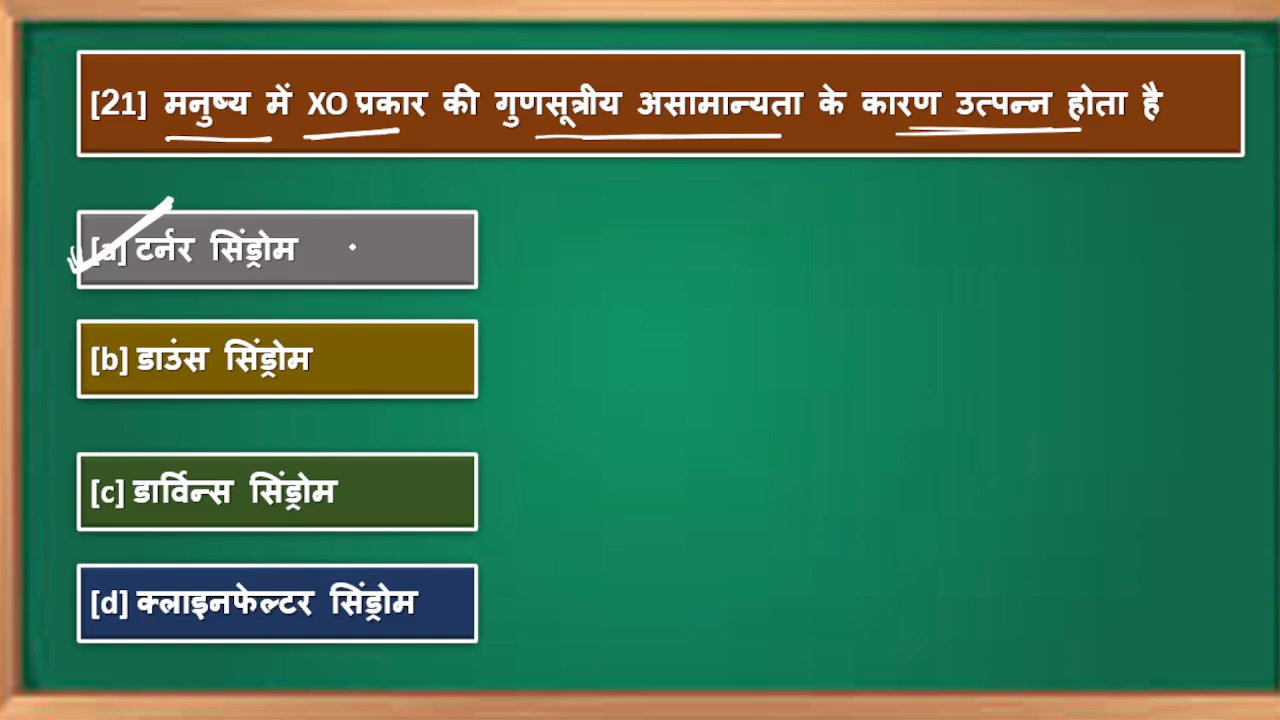 [21] मनुष्य में XO प्रकार की गुणसूत्रीय असामान्यता के कारण उत्पन्न होता है
[a] टर्नर सिंड्रोम
[b] डाउंस सिंड्रोम
[c] डार्विन्स सिंड्रोम
[d] क्लाइनफेल्टर सिंड्रोम